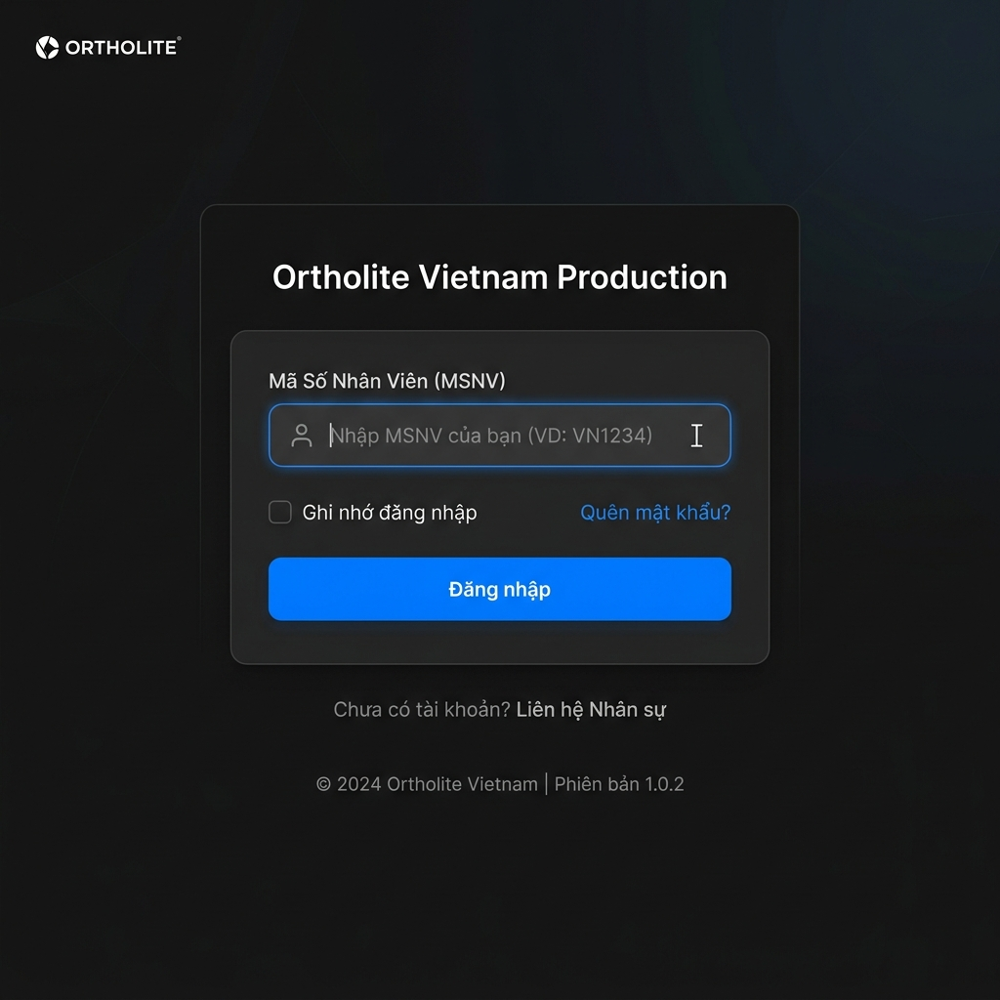 ORTHOLITE®
Ortholite Vietnam Production
Mã Số Nhân Viên (MSNV)
Nhập MSNV của bạn (VD: VN1234)
Ghi nhớ đăng nhập
Quên mật khẩu?
Đăng nhập
Chưa có tài khoản? Liên hệ Nhân sự
© 2024 Ortholite Vietnam | Phiên bản 1.0.2